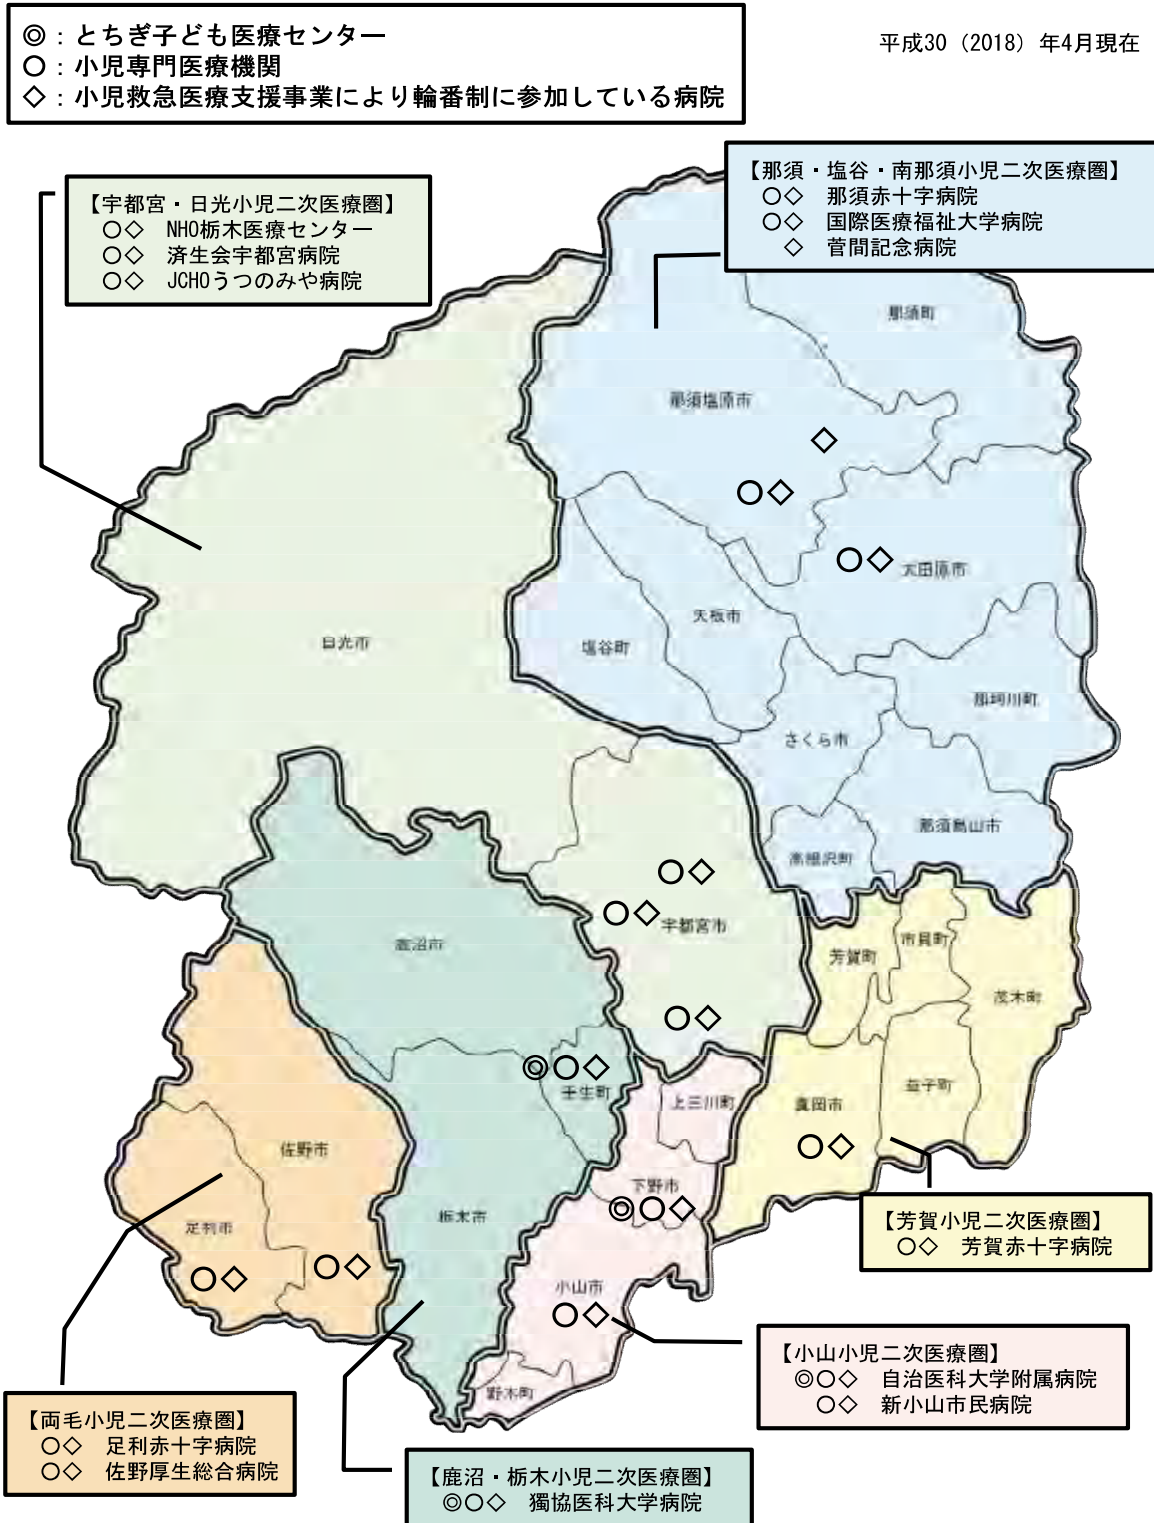 ◎：とちぎ子ども医療センター
○：小児専門医療機関
◇：小児救急医療支援事業により輪番制に参加している病院
平成30（2018）年4月現在
【那須・塩谷・南那須小児二次医療圏】
○◇ 那須赤十字病院
○◇ 国際医療福祉大学病院
◇ 菅間記念病院
【宇都宮・日光小児二次医療圏】
○◇ NHO栃木医療センター
○◇ 済生会宇都宮病院
○◇ JCHOうつのみや病院
那須町
那須塩原市
◇
○◇
○◇
大田原市
矢板市
塩谷町
日光市
那珂川町
さくら市
那須烏山市
高根沢町
○◇
○◇
宇都宮市
市貝町
芳賀町
鹿沼市
茂木町
○◇
◎○◇
壬生町
上三川町
益子町
真岡市
○◇
佐野市
下野市
◎○◇
栃木市
足利市
○◇
○◇
小山市
○◇
野木町
【芳賀小児二次医療圏】
○◇ 芳賀赤十字病院
【小山小児二次医療圏】
◎○◇ 自治医科大学附属病院
○◇ 新小山市民病院
【両毛小児二次医療圏】
○◇ 足利赤十字病院
○◇ 佐野厚生総合病院
【鹿沼・栃木小児二次医療圏】
◎○◇ 獨協医科大学病院